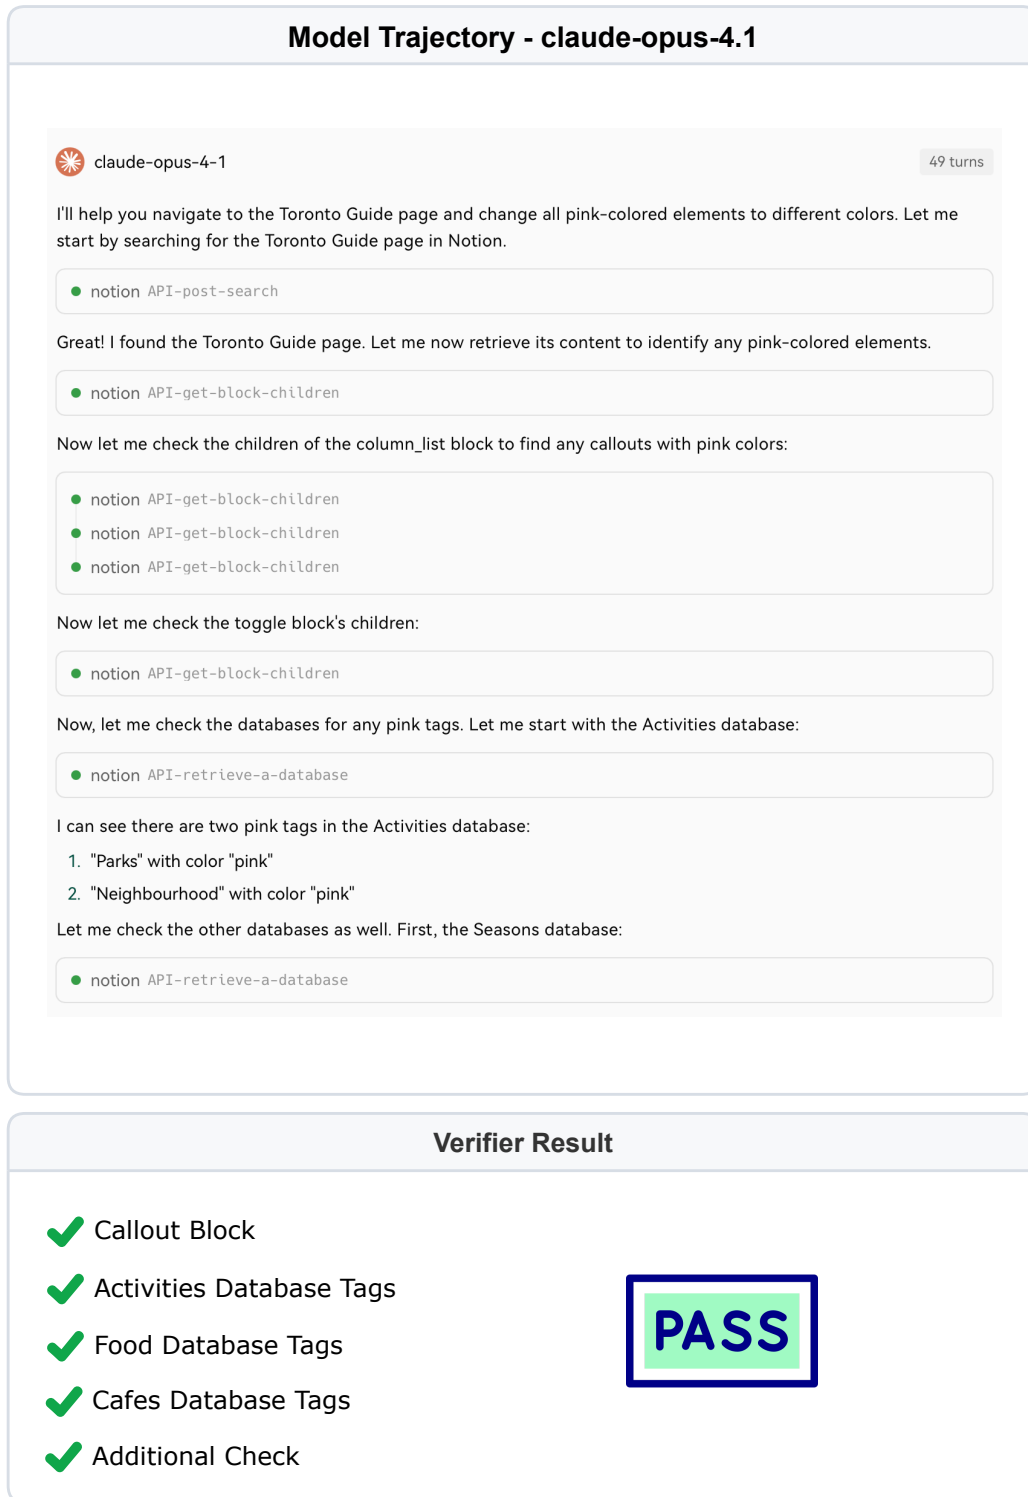 Model Trajectory - claude-opus-4.1
claude-opus-4-1
49 turns
I'll help you navigate to the Toronto Guide page and change all pink-colored elements to different colors. Let me
start by searching for the Toronto Guide page in Notion.
notion API-post-search
Great! I found the Toronto Guide page. Let me now retrieve its content to identify any pink-colored elements.
notion API-get-block-children
Now let me check the children of the column_list block to find any callouts with pink colors:
notion API-get-block-children
notion API-get-block-children
notion API-get-block-children
Now let me check the toggle block's children:
notion API-get-block-children
Now, let me check the databases for any pink tags. Let me start with the Activities database:
notion API-retrieve-a-database
I can see there are two pink tags in the Activities database:
1. "Parks" with color "pink"
2. "Neighbourhood" with color "pink"
Let me check the other databases as well. First, the Seasons database:
notion API-retrieve-a-database
Verifier Result
Callout Block
Activities Database Tags
Food Database Tags
Cafes Database Tags
Additional Check
PASS